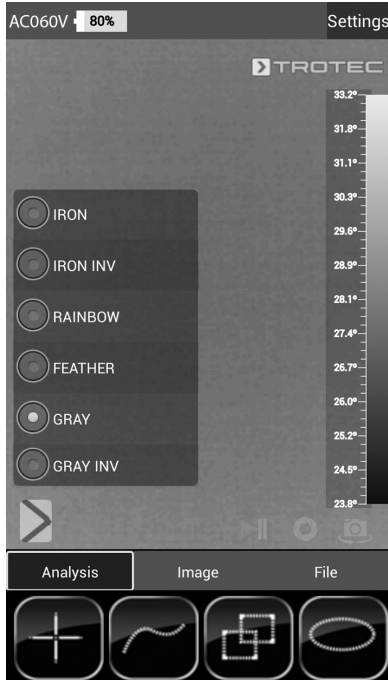 AC060V 80% Settings
TROTEC
33.2°
31.8°
31.1°
30.3°
29.6°
28.9°
28.1°
27.4°
26.7°
26.0°
25.2°
24.5°
23.8°
IRON
IRON INV
RAINBOW
FEATHER
GRAY
GRAY INV
Analysis Image File